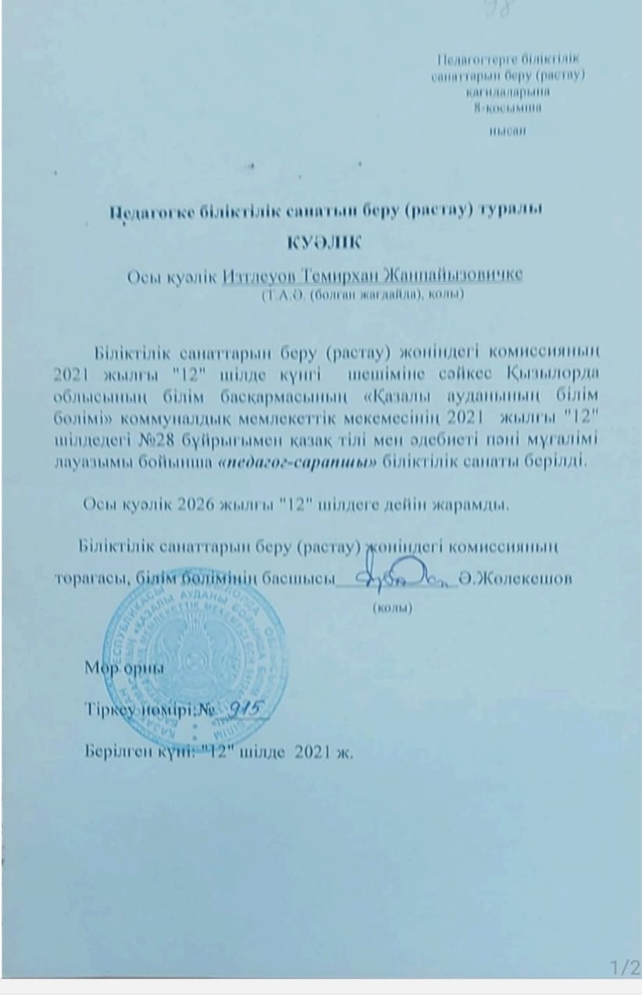 98
Педагогтерге біліктілік
санаттарын беру (растау)
қағидаларына
8-қосымша
нысан
Педагогке біліктілік санатын беру (растау) туралы
КУӘЛІК
Осы куәлік Изтлеуов Темирхан Жаппайызовичке
(Т.А.Ә. (болған жағдайда), қолы)
Біліктілік санаттарын беру (растау) жөніндегі комиссияның
2021 жылғы "12" шілде күнгі шешіміне сәйкес Қызылорда
облысының білім басқармасының «Қазалы ауданының білім
бөлімі» коммуналдық мемлекеттік мекемесінің 2021 жылғы "12"
шілдедегі №28 бұйрығымен қазақ тілі мен әдебиеті пәні мұғалімі
лауазымы бойынша «педагог-сарапшы» біліктілік санаты берілді.
Осы куәлік 2026 жылғы "12" шілдеге дейін жарамды.
Біліктілік санаттарын беру (растау) жөніндегі комиссияның
төрағасы, білім бөлімінің басшысы Ә.Жөлекешов
(қолы)
Мөр орны
Тіркеу нөмірі:№ 915
Берілген күні: "12" шілде 2021 ж.
1/2